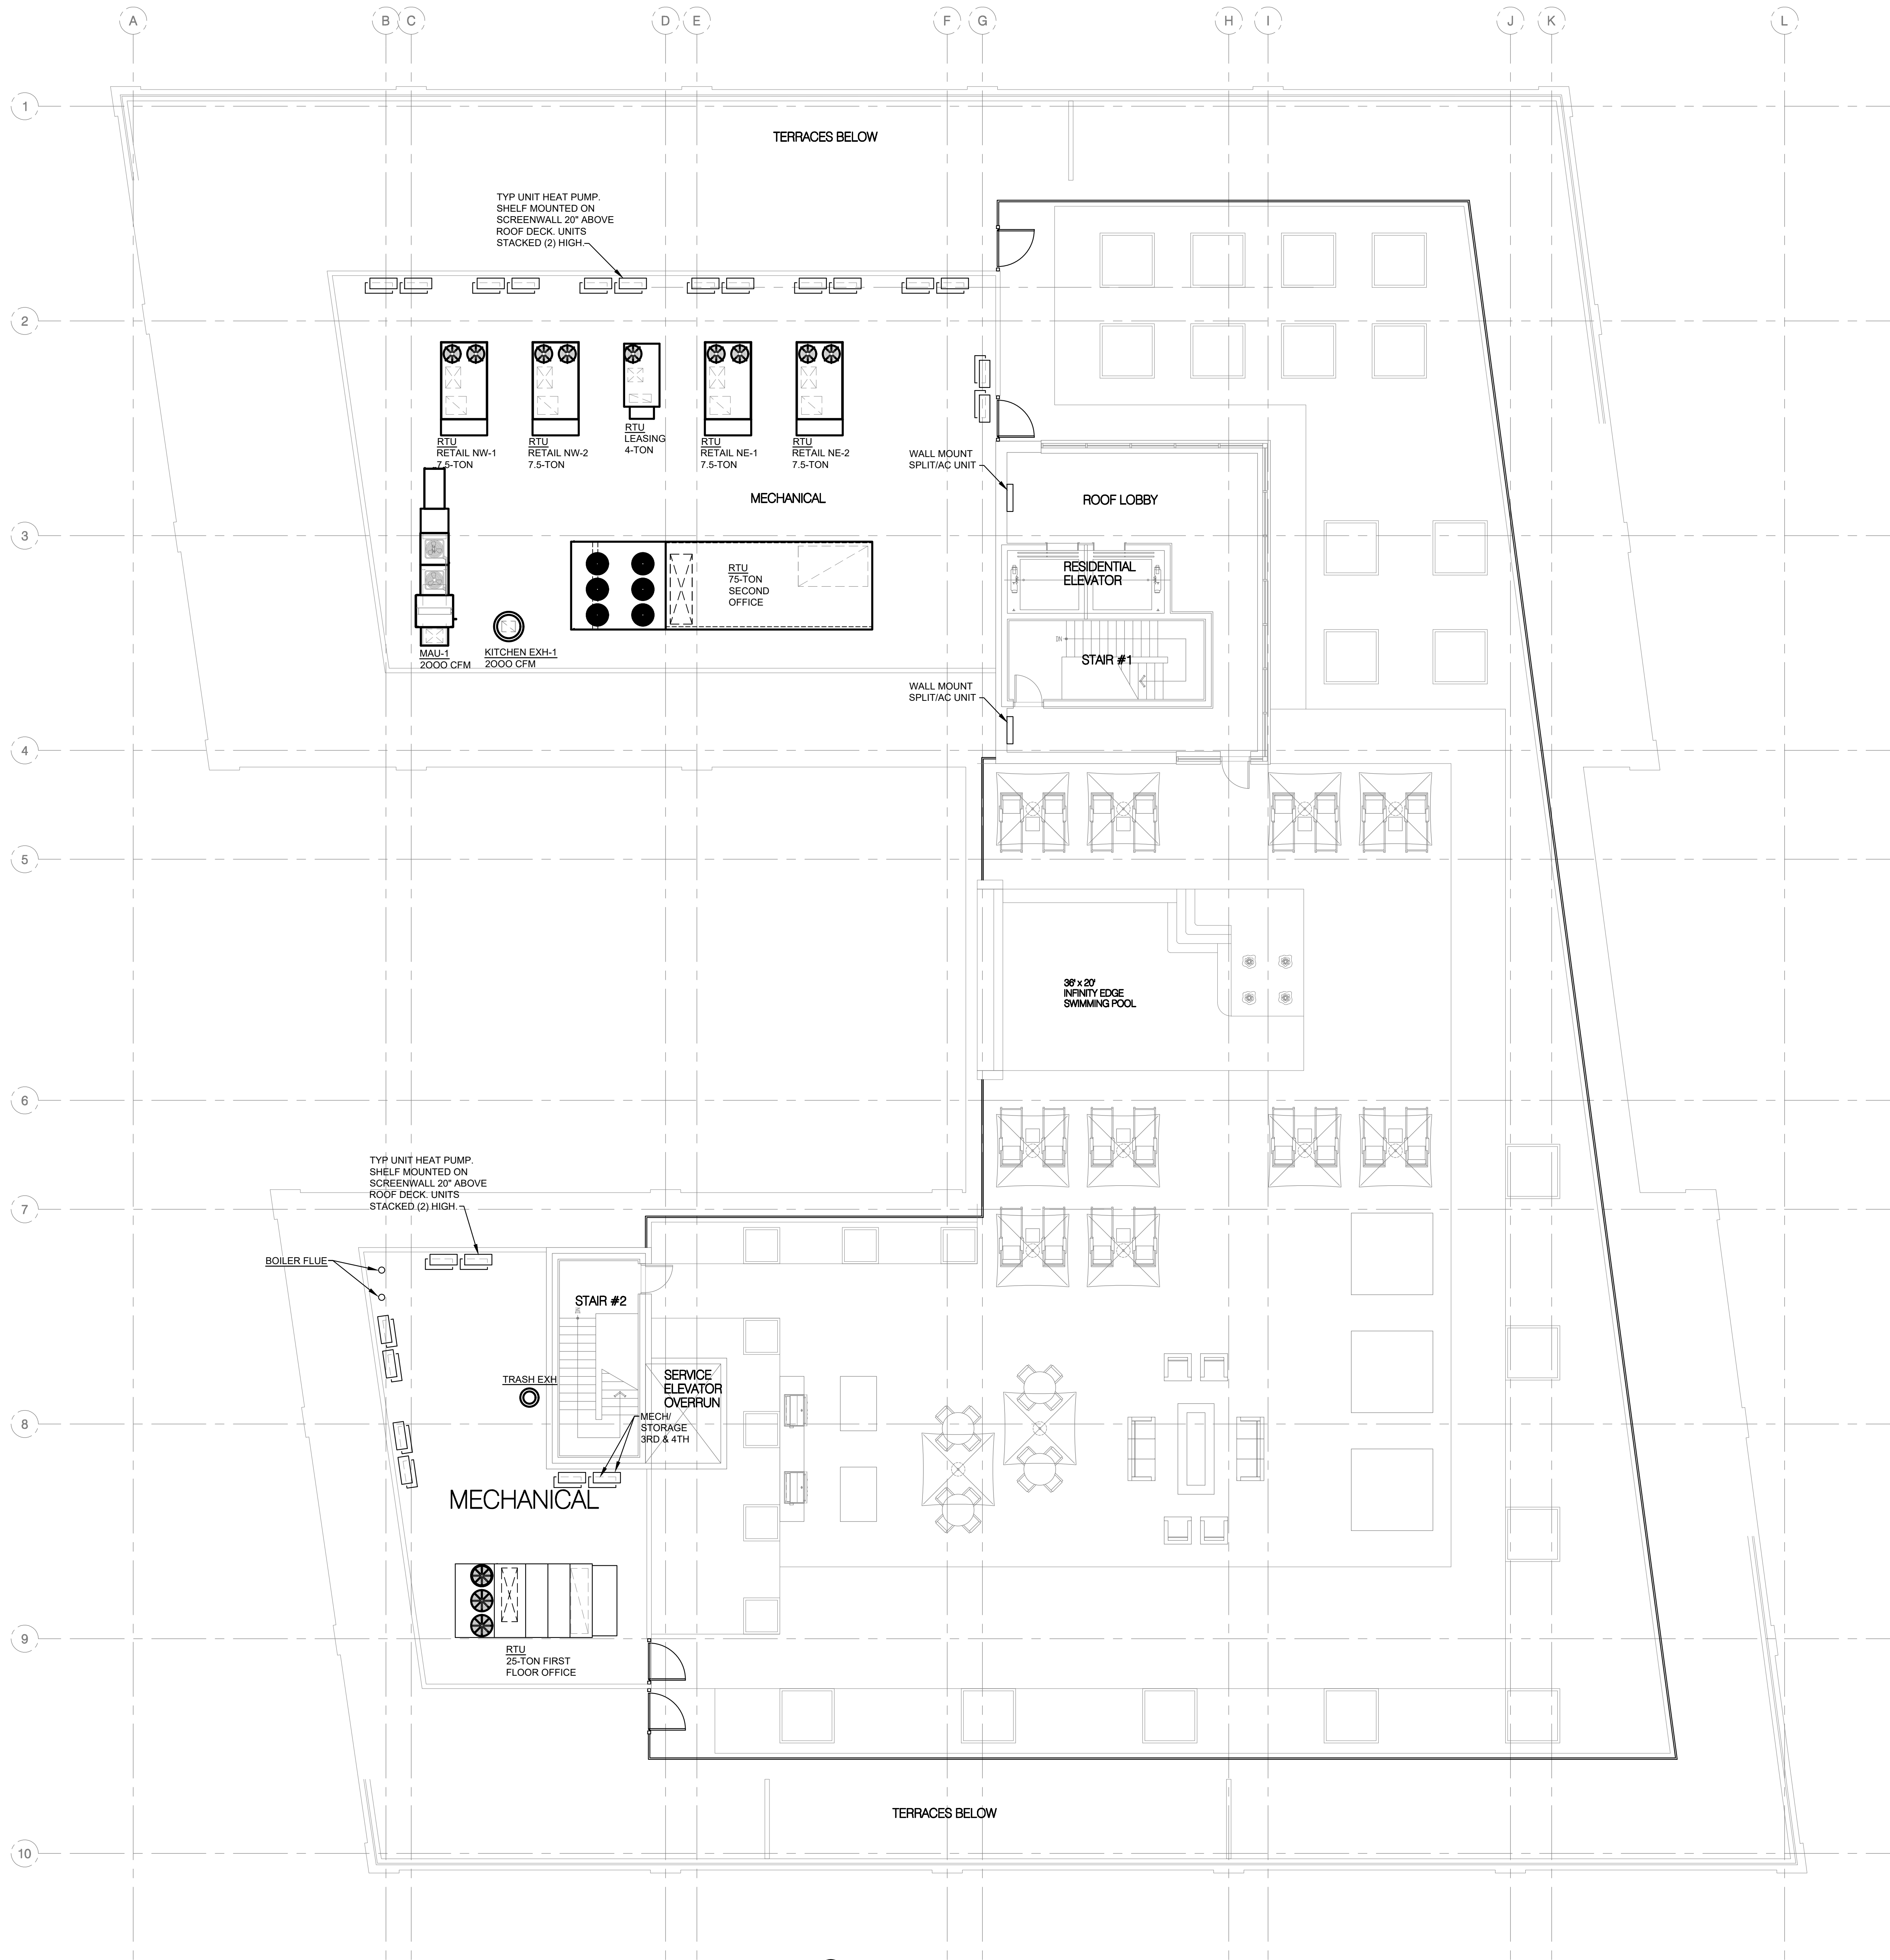 A B C D E F G H I J K L
1
TERRACES BELOW
TYP UNIT HEAT PUMP.
SHELF MOUNTED ON
SCREENWALL 20" ABOVE
ROOF DECK. UNITS
STACKED (2) HIGH.
2
RTU
RETAIL NW-1
7.5-TON
RTU
RETAIL NW-2
7.5-TON
RTU
LEASING
4-TON
RTU
RETAIL NE-1
7.5-TON
RTU
RETAIL NE-2
7.5-TON
WALL MOUNT
SPLIT/AC UNIT
MECHANICAL
ROOF LOBBY
3
RTU
75-TON
SECOND
OFFICE
RESIDENTIAL
ELEVATOR
MAU-1
2000 CFM
KITCHEN EXH-1
2000 CFM
DN
STAIR #1
WALL MOUNT
SPLIT/AC UNIT
4
5
36' x 20'
INFINITY EDGE
SWIMMING POOL
6
TYP UNIT HEAT PUMP.
SHELF MOUNTED ON
SCREENWALL 20" ABOVE
ROOF DECK. UNITS
STACKED (2) HIGH.
7
BOILER FLUE
STAIR #2
DN
TRASH EXH
SERVICE
ELEVATOR
OVERRUN
8
MECH/
STORAGE
3RD & 4TH
MECHANICAL
9
RTU
25-TON FIRST
FLOOR OFFICE
TERRACES BELOW
10